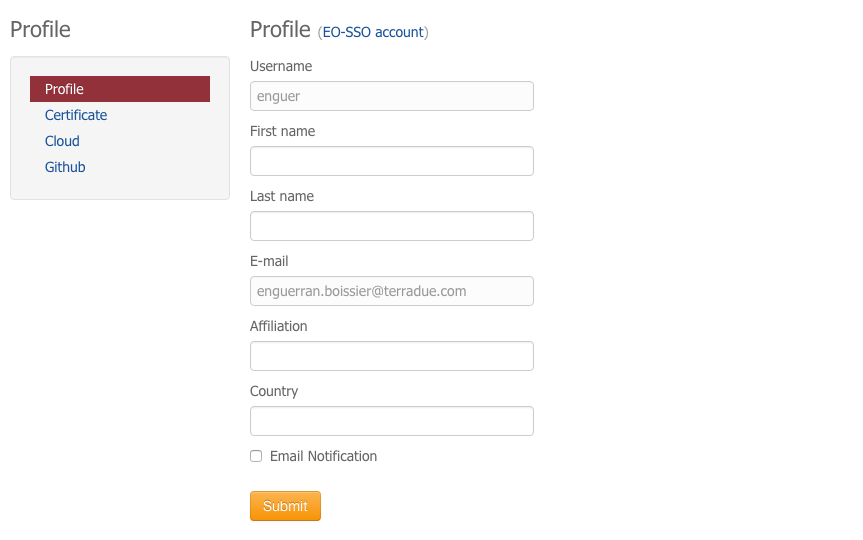 Profile
Profile
Certificate
Cloud
Github
Profile (EO-SSO account)
Username
enguer
First name
Last name
E-mail
enguerran.boissier@terradue.com
Affiliation
Country
Email Notification
Submit